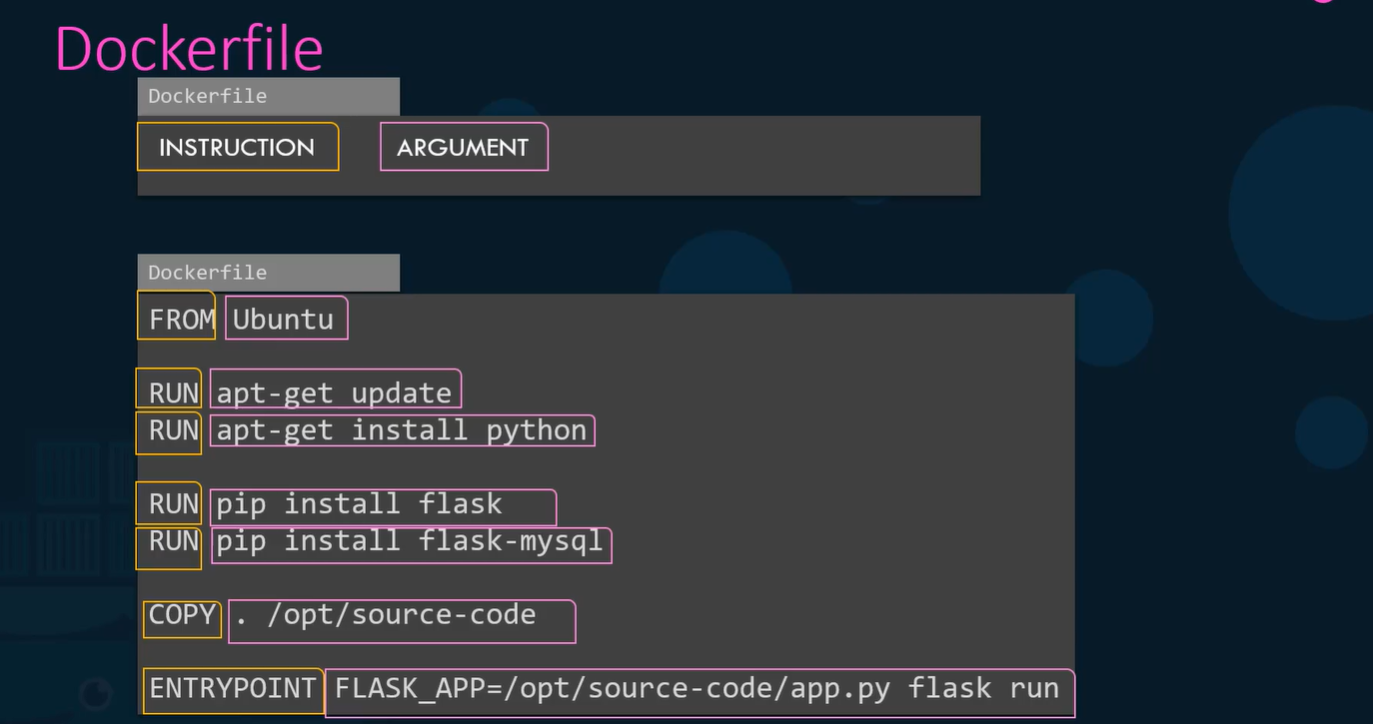 Dockerfile
Dockerfile
INSTRUCTION ARGUMENT
Dockerfile
FROM Ubuntu
RUN apt-get update
RUN apt-get install python
RUN pip install flask
RUN pip install flask-mysql
COPY . /opt/source-code
ENTRYPOINT FLASK_APP=/opt/source-code/app.py flask run